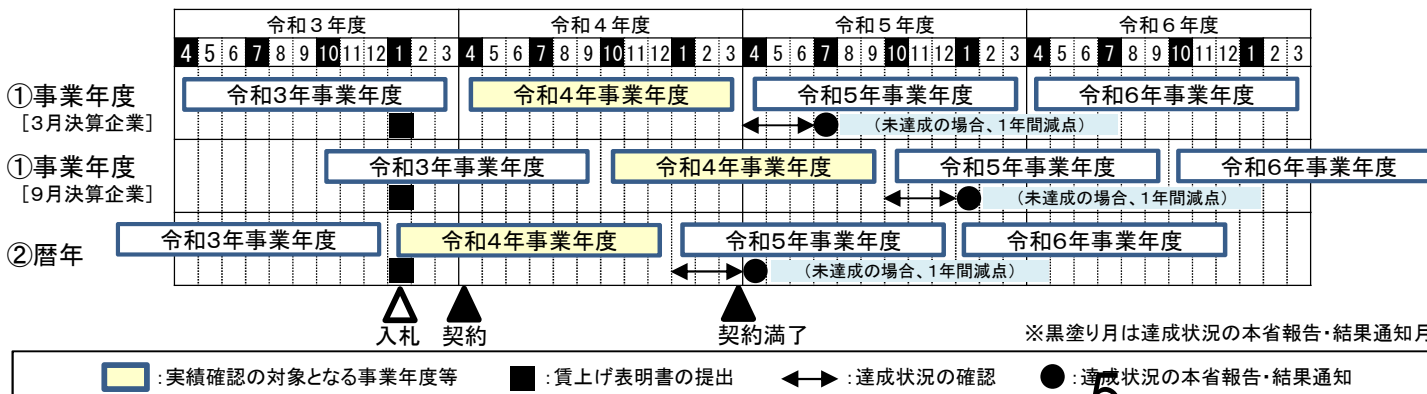 令和３年度 令和４年度 令和５年度 令和６年度
4 5 6 7 8 9 10 11 12 1 2 3 4 5 6 7 8 9 10 11 12 1 2 3 4 5 6 7 8 9 10 11 12 1 2 3 4 5 6 7 8 9 10 11 12 1 2 3
①事業年度 令和3年事業年度 令和4年事業年度 令和5年事業年度 令和6年事業年度
[3月決算企業] (未達成の場合、1年間減点)
①事業年度 令和3年事業年度 令和4年事業年度 令和5年事業年度 令和6年事業年度
[9月決算企業] (未達成の場合、1年間減点)
②暦年 令和3年事業年度 令和4年事業年度 令和5年事業年度 令和6年事業年度
(未達成の場合、1年間減点)
入札 契約 契約満了 ※黒塗り月は達成状況の本省報告・結果通知月
:実績確認の対象となる事業年度等 :賃上げ表明書の提出 :達成状況の確認 :達成状況の本省報告・結果通知
5